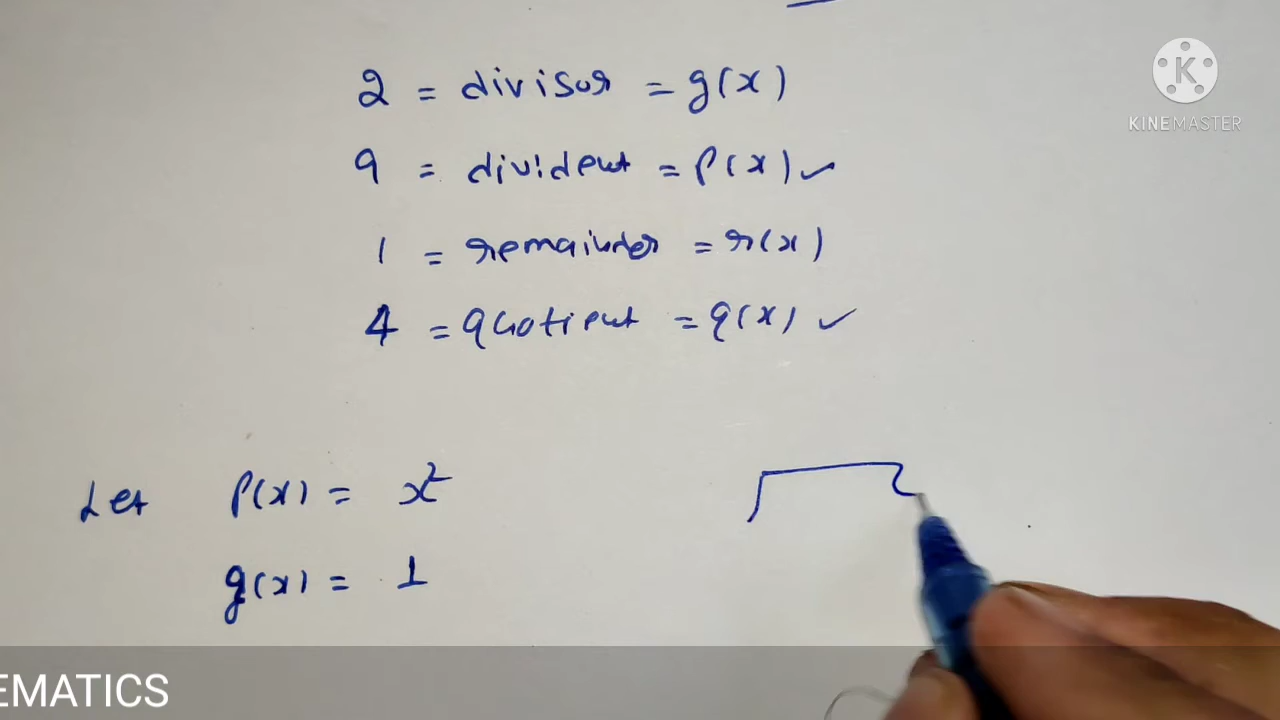 2 = divisor = g(x)
9 = divident = P(x) ✓
1 = remainder = r(x)
4 = quotient = q(x) ✓
Let P(x) = x²
g(x) = 1
KINEMASTER
EMATICS